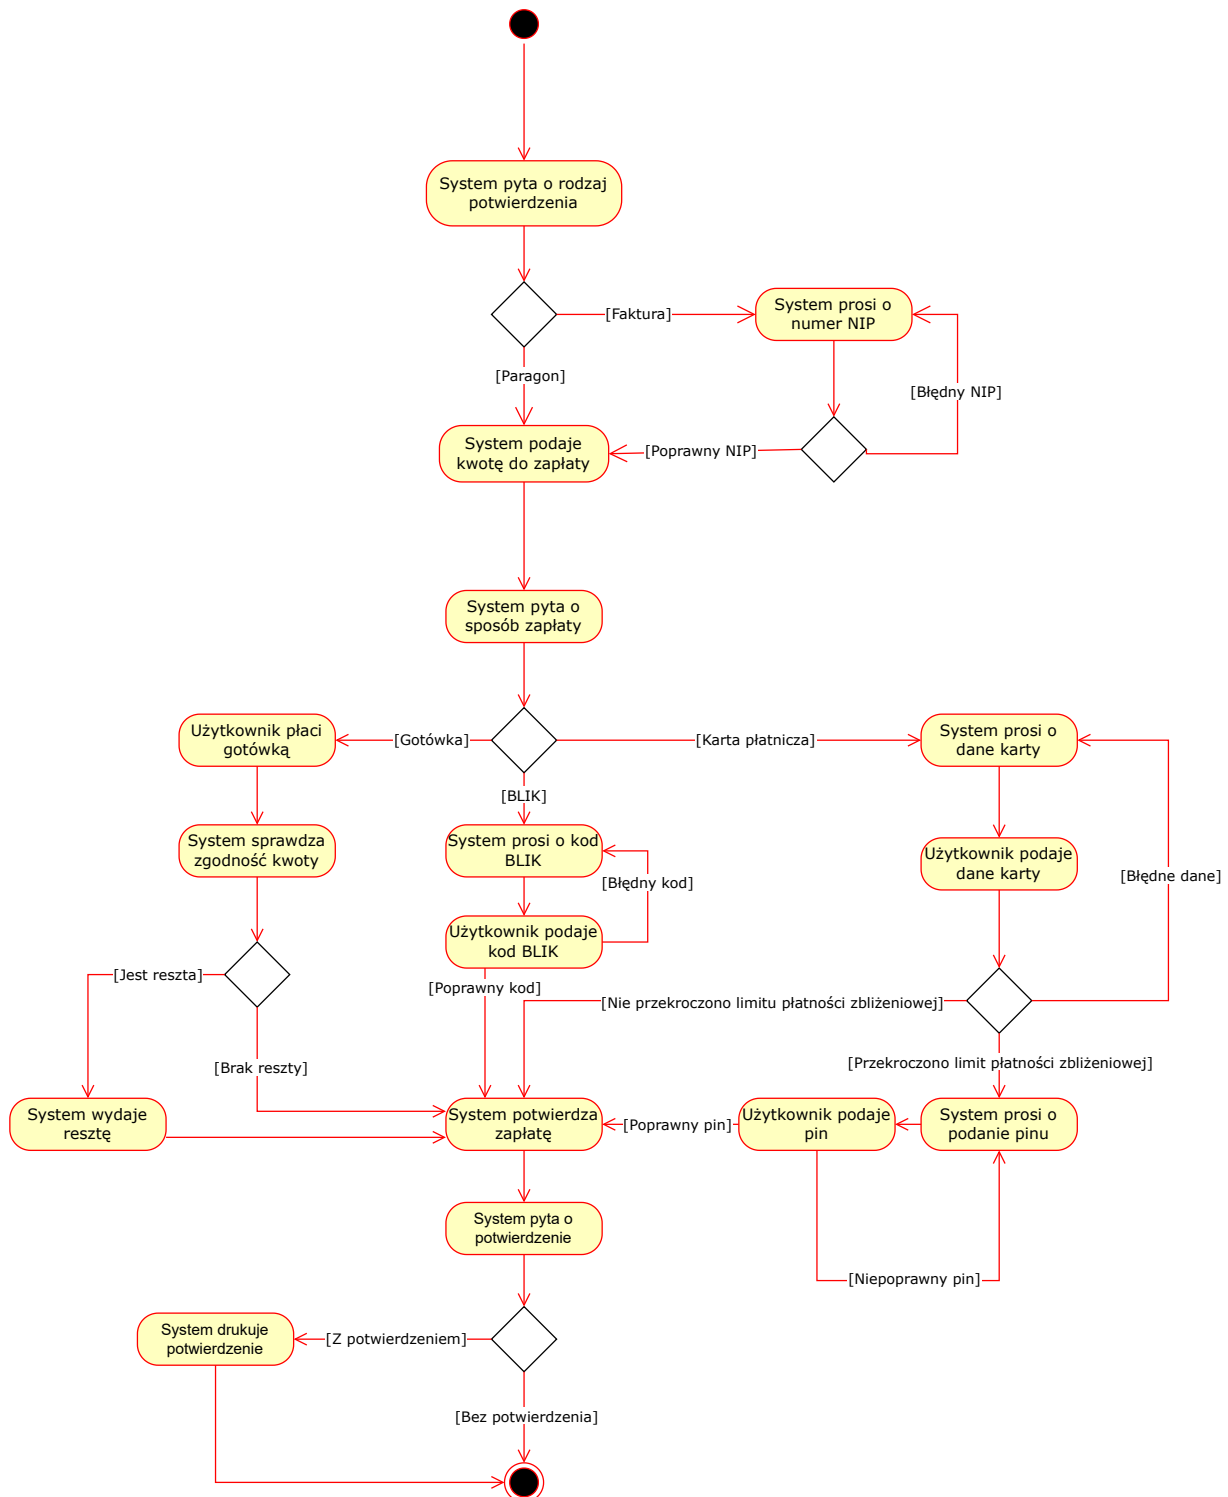 System pyta o rodzaj
potwierdzenia
[Faktura]
System prosi o
numer NIP
[Paragon]
[Błędny NIP]
System podaje
kwotę do zapłaty
[Poprawny NIP]
System pyta o
sposób zapłaty
Użytkownik płaci
gotówką
[Gotówka]
[Karta płatnicza]
System prosi o
dane karty
[BLIK]
System sprawdza
zgodność kwoty
System prosi o kod
BLIK
Użytkownik podaje
dane karty
[Błędny kod]
[Błędne dane]
Użytkownik podaje
kod BLIK
[Jest reszta]
[Poprawny kod]
[Nie przekroczono limitu płatności zbliżeniowej]
[Brak reszty]
[Przekroczono limit płatności zbliżeniowej]
System wydaje
resztę
System potwierdza
zapłatę
[Poprawny pin]
Użytkownik podaje
pin
System prosi o
podanie pinu
System pyta o
potwierdzenie
[Niepoprawny pin]
System drukuje
potwierdzenie
[Z potwierdzeniem]
[Bez potwierdzenia]